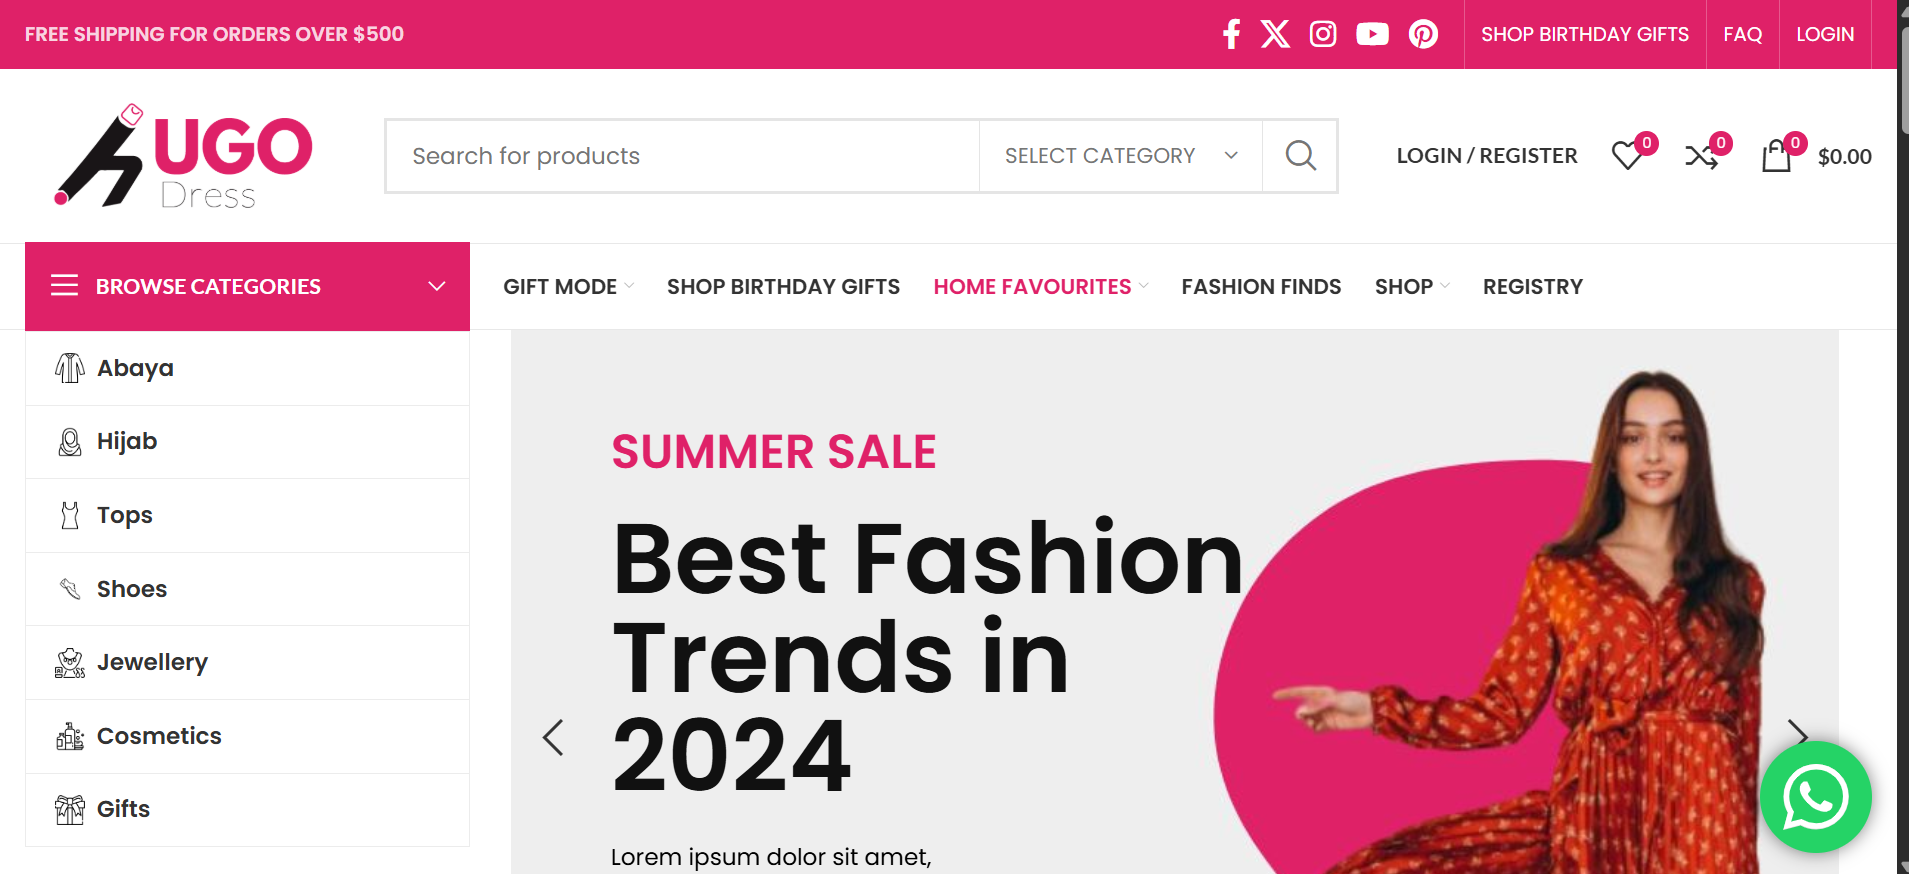 FREE SHIPPING FOR ORDERS OVER $500
SHOP BIRTHDAY GIFTS
FAQ
LOGIN
UGO
Dress
Search for products
SELECT CATEGORY
LOGIN / REGISTER
0
0
0
$0.00
BROWSE CATEGORIES
GIFT MODE
SHOP BIRTHDAY GIFTS
HOME FAVOURITES
FASHION FINDS
SHOP
REGISTRY
Abaya
Hijab
Tops
Shoes
Jewellery
Cosmetics
Gifts
SUMMER SALE
Best Fashion
Trends in
2024
Lorem ipsum dolor sit amet,